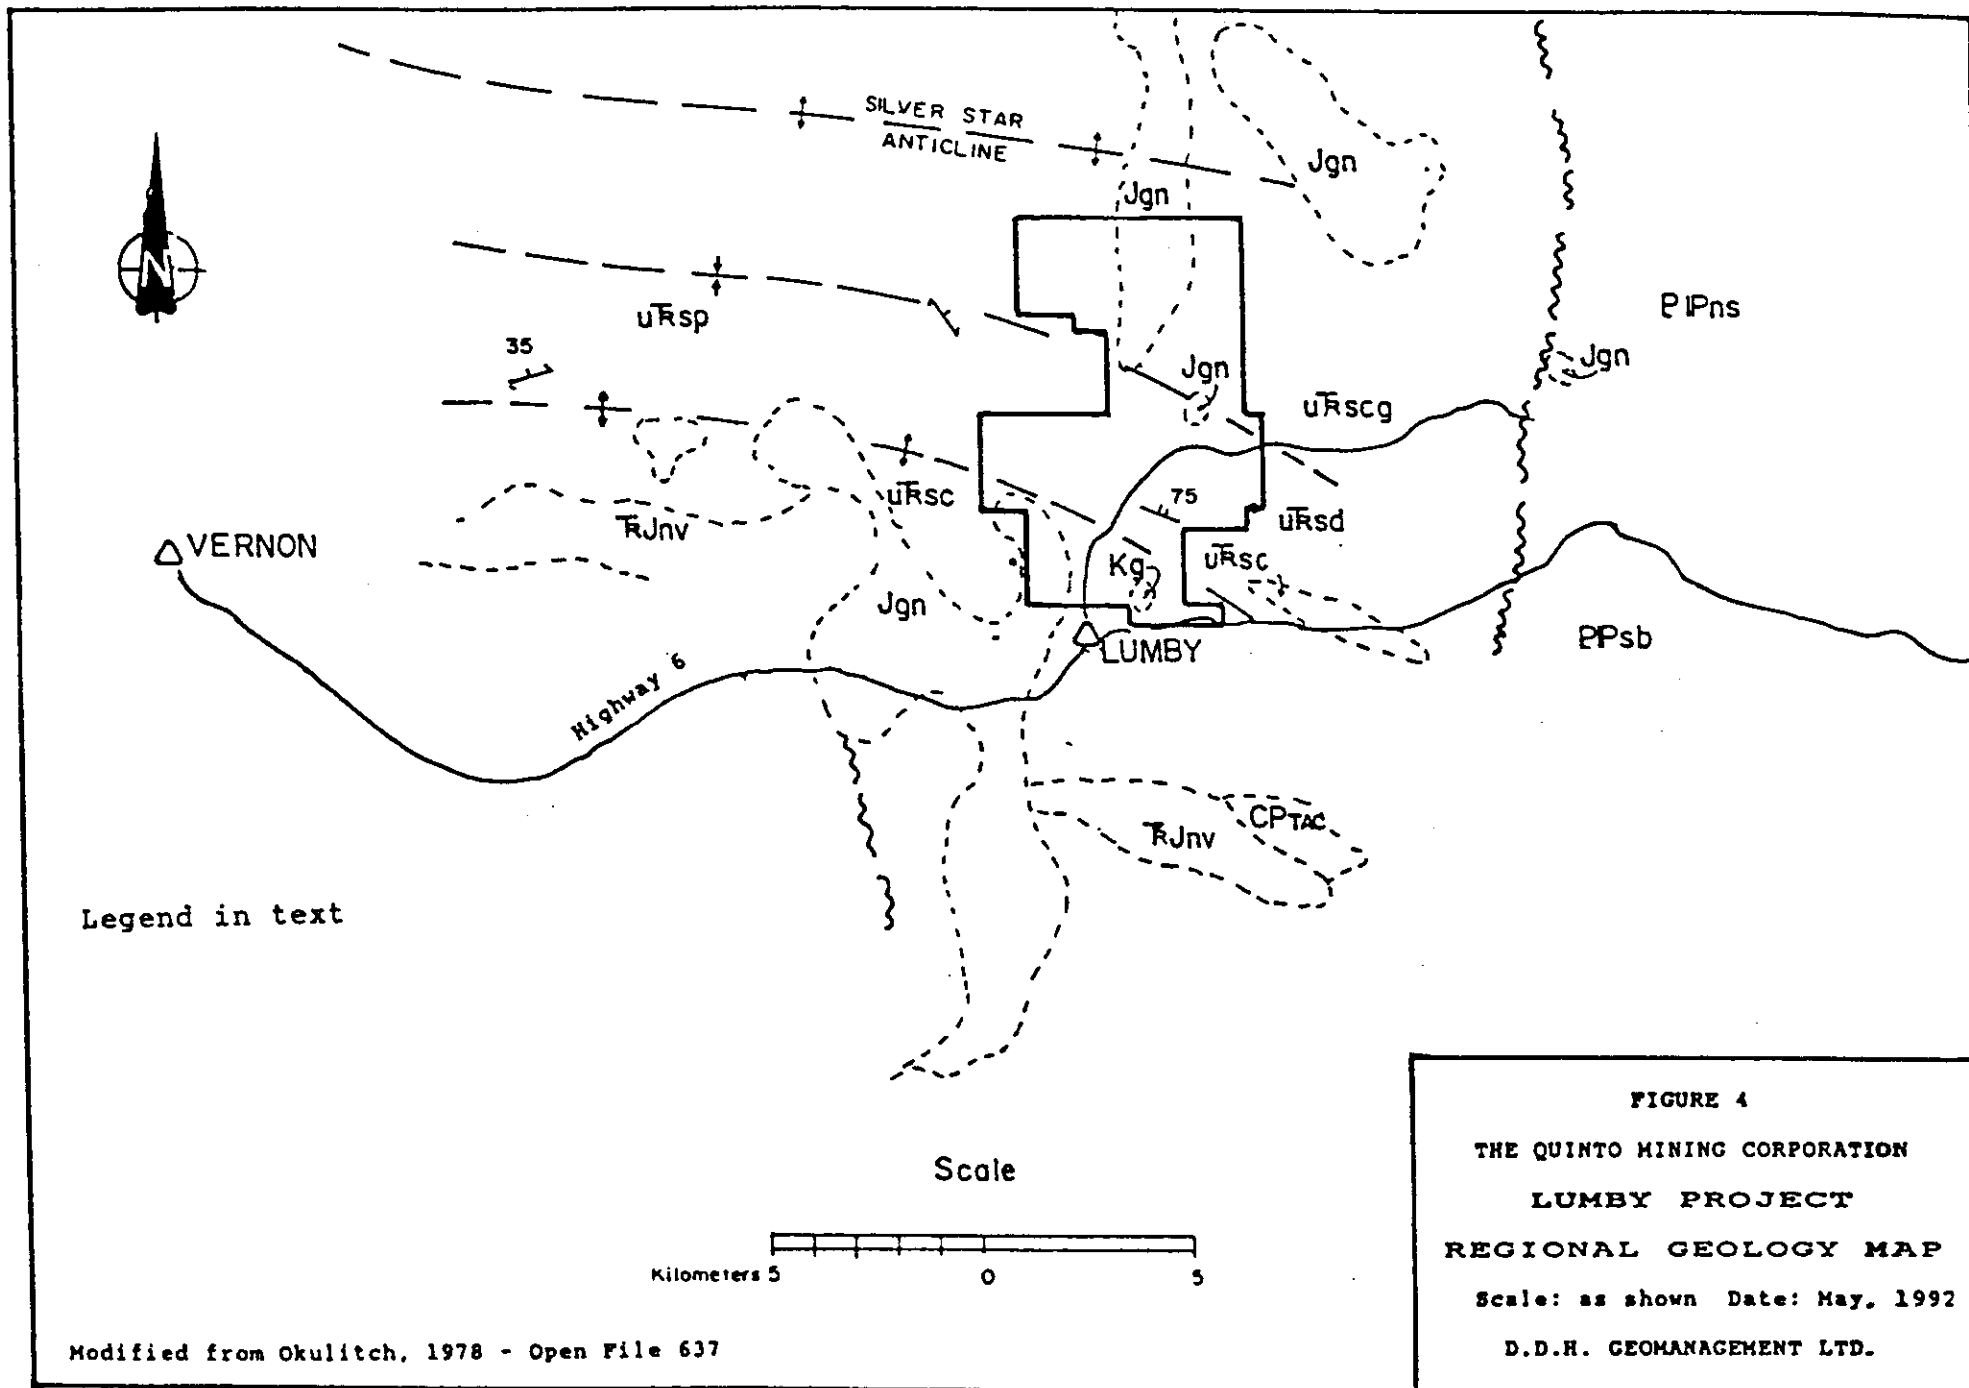 SILVER STAR
ANTICLINE
Jgn
Jgn
N
uTRsp
PIPns
35
Jgn
Jgn
uTRscg
uTRsc
75
uTRsd
TRJnv
VERNON
Kg
uTRsc
Jgn
LUMBY
PPsb
Highway 6
CPTAC
TRJnv
Legend in text
Scale
Kilometers 5 0 5
FIGURE 4
THE QUINTO MINING CORPORATION
LUMBY PROJECT
REGIONAL GEOLOGY MAP
Scale: as shown Date: May, 1992
D.D.H. GEOMANAGEMENT LTD.
Modified from Okulitch, 1978 - Open File 637